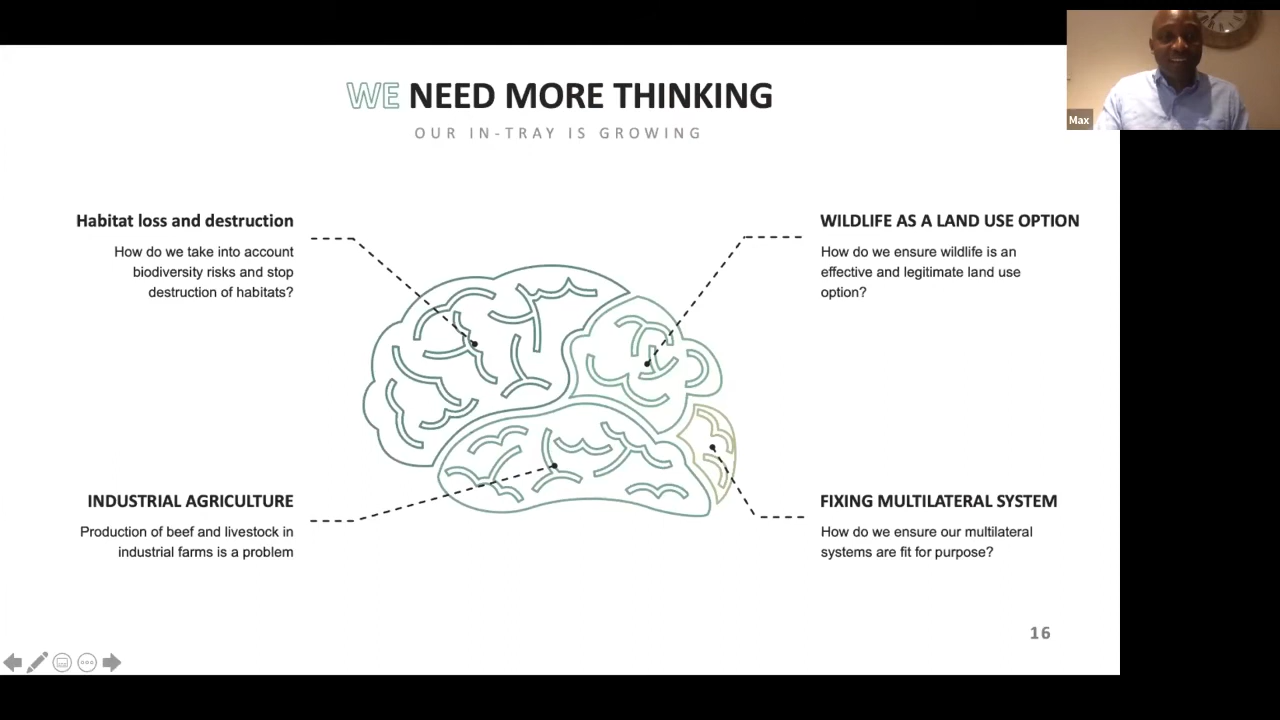 WE NEED MORE THINKING
OUR IN-TRAY IS GROWING
Max
Habitat loss and destruction
How do we take into account
biodiversity risks and stop
destruction of habitats?
WILDLIFE AS A LAND USE OPTION
How do we ensure wildlife is an
effective and legitimate land use
option?
INDUSTRIAL AGRICULTURE
Production of beef and livestock in
industrial farms is a problem
FIXING MULTILATERAL SYSTEM
How do we ensure our multilateral
systems are fit for purpose?
16